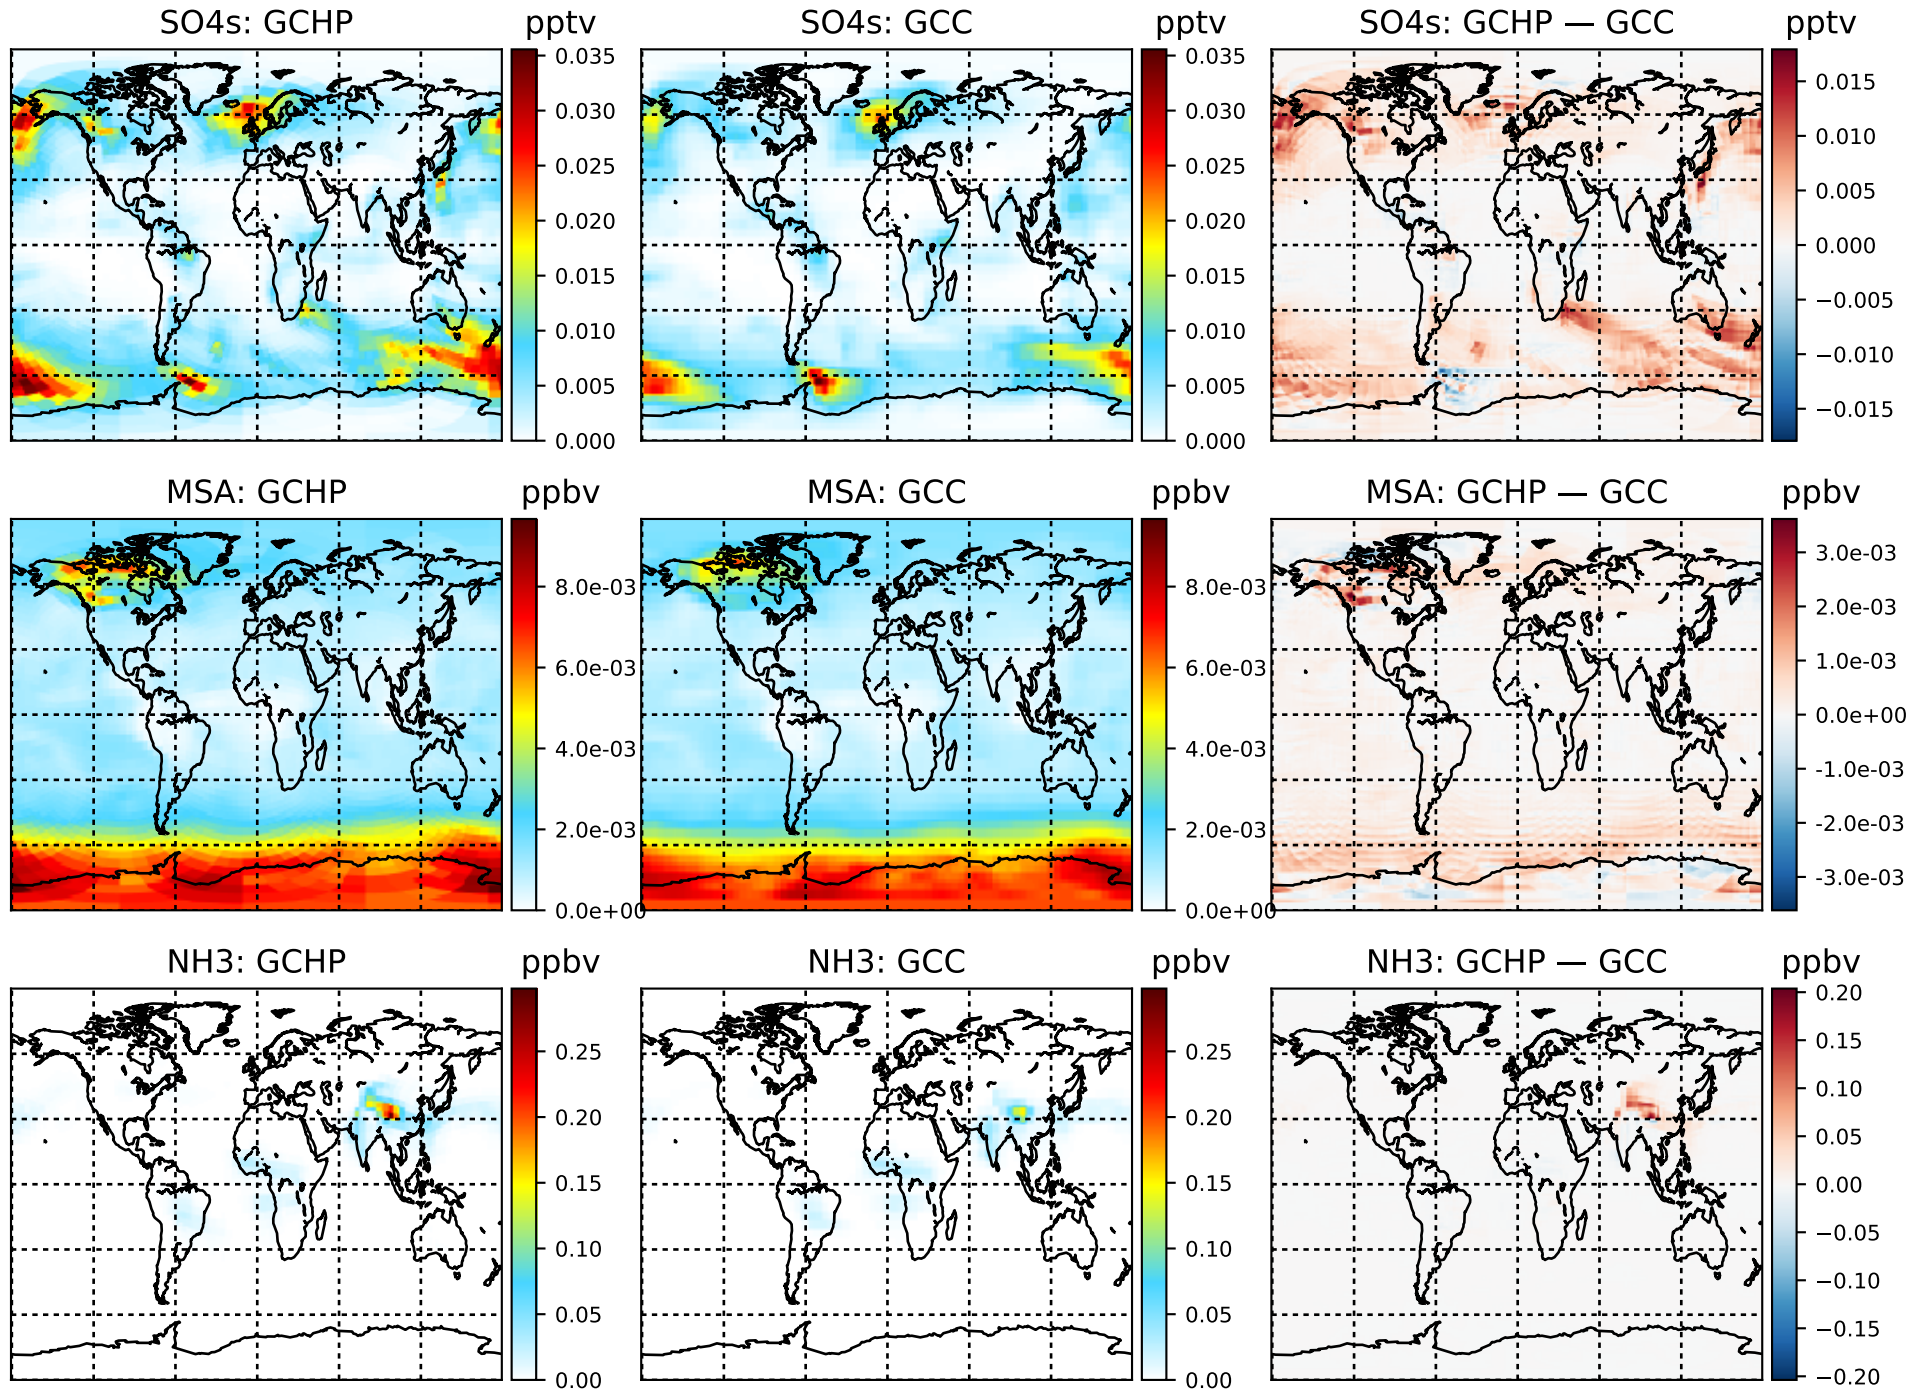 SO4s: GCHP pptv SO4s: GCC pptv SO4s: GCHP — GCC pptv
0.035 0.035 0.015
0.030 0.030 0.010
0.025 0.025 0.005
0.020 0.020 0.000
0.015 0.015 −0.005
0.010 0.010 −0.010
0.005 0.005 −0.015
0.000 0.000
MSA: GCHP ppbv MSA: GCC ppbv MSA: GCHP — GCC ppbv
8.0e-03 8.0e-03 3.0e-03
6.0e-03 6.0e-03 2.0e-03
4.0e-03 4.0e-03 1.0e-03
2.0e-03 2.0e-03 0.0e+00
0.0e+00 0.0e+00 -1.0e-03
-2.0e-03
-3.0e-03
NH3: GCHP ppbv NH3: GCC ppbv NH3: GCHP — GCC ppbv
0.25 0.25 0.20
0.20 0.20 0.15
0.15 0.15 0.10
0.10 0.10 0.05
0.05 0.05 0.00
0.00 0.00 −0.05
−0.10
−0.15
−0.20